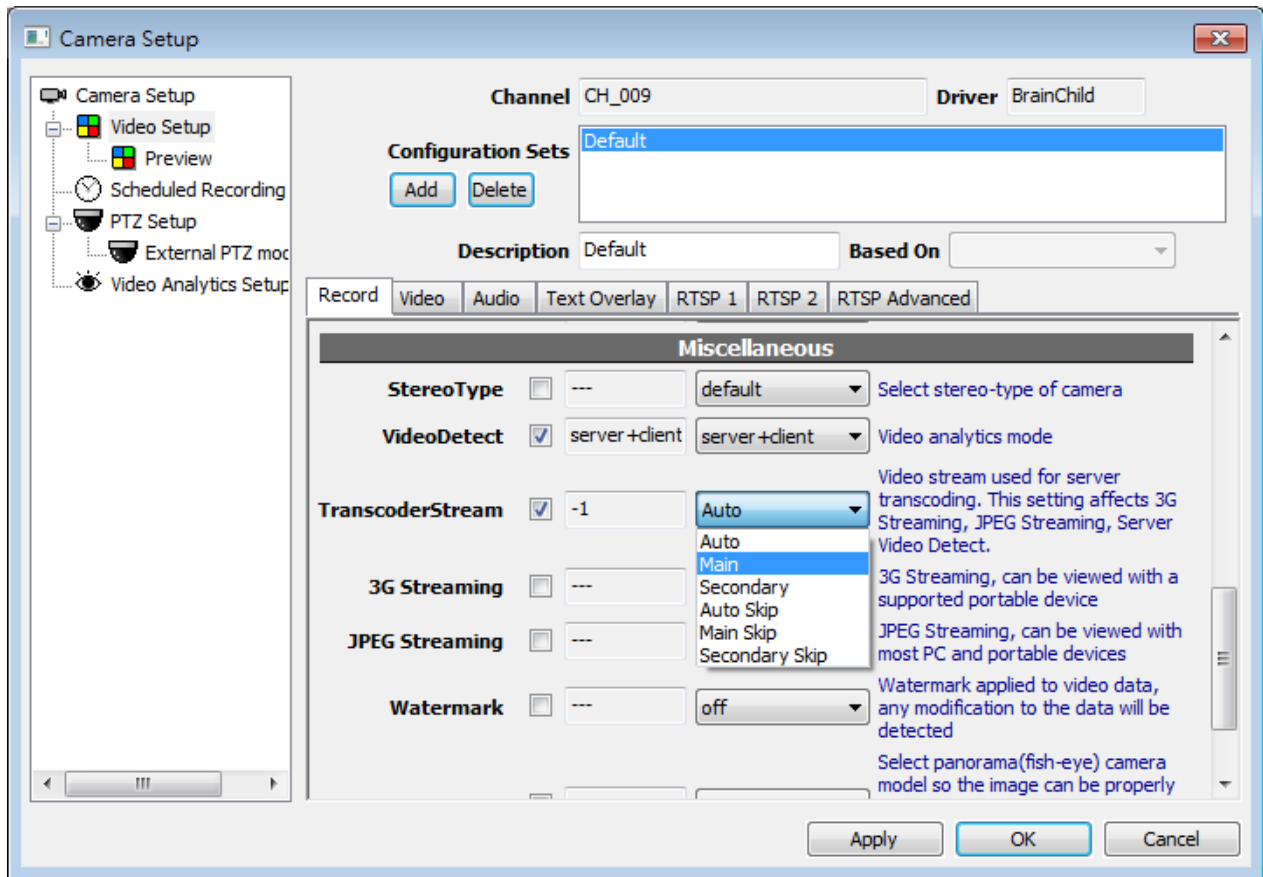 Camera Setup
Camera Setup
Video Setup
Preview
Scheduled Recording
PTZ Setup
External PTZ moc
Video Analytics Setup
Channel CH_009 Driver BrainChild
Configuration Sets Default
Add Delete
Description Default Based On
Record Video Audio Text Overlay RTSP 1 RTSP 2 RTSP Advanced
Miscellaneous
StereoType --- default Select stereo-type of camera
VideoDetect server+client server+client Video analytics mode
TranscoderStream -1 Auto
Video stream used for server
transcoding. This setting affects 3G
Streaming, JPEG Streaming, Server
Video Detect.
Auto
Main
Secondary
Auto Skip
Main Skip
Secondary Skip
3G Streaming ---
3G Streaming, can be viewed with a
supported portable device
JPEG Streaming ---
JPEG Streaming, can be viewed with
most PC and portable devices
Watermark --- off
Watermark applied to video data,
any modification to the data will be
detected
Select panorama(fish-eye) camera
model so the image can be properly
Apply OK Cancel